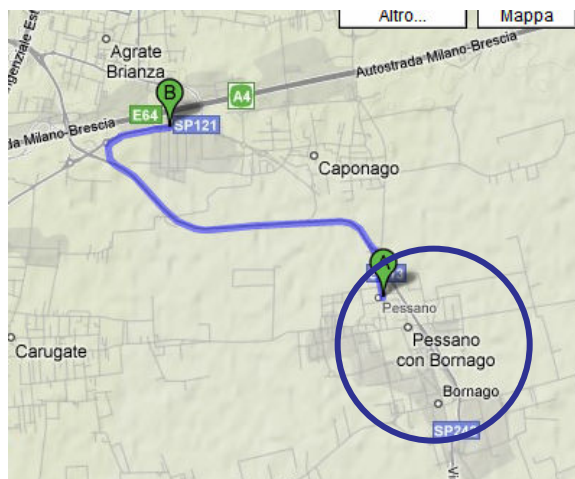 Altro...
Mappa
Agrate
Brianza
Autostrada Milano-Brescia
B
A4
E64
SP121
Milano-Brescia
Caponago
A
Pessano
Carugate
Pessano
con Bornago
Bornago